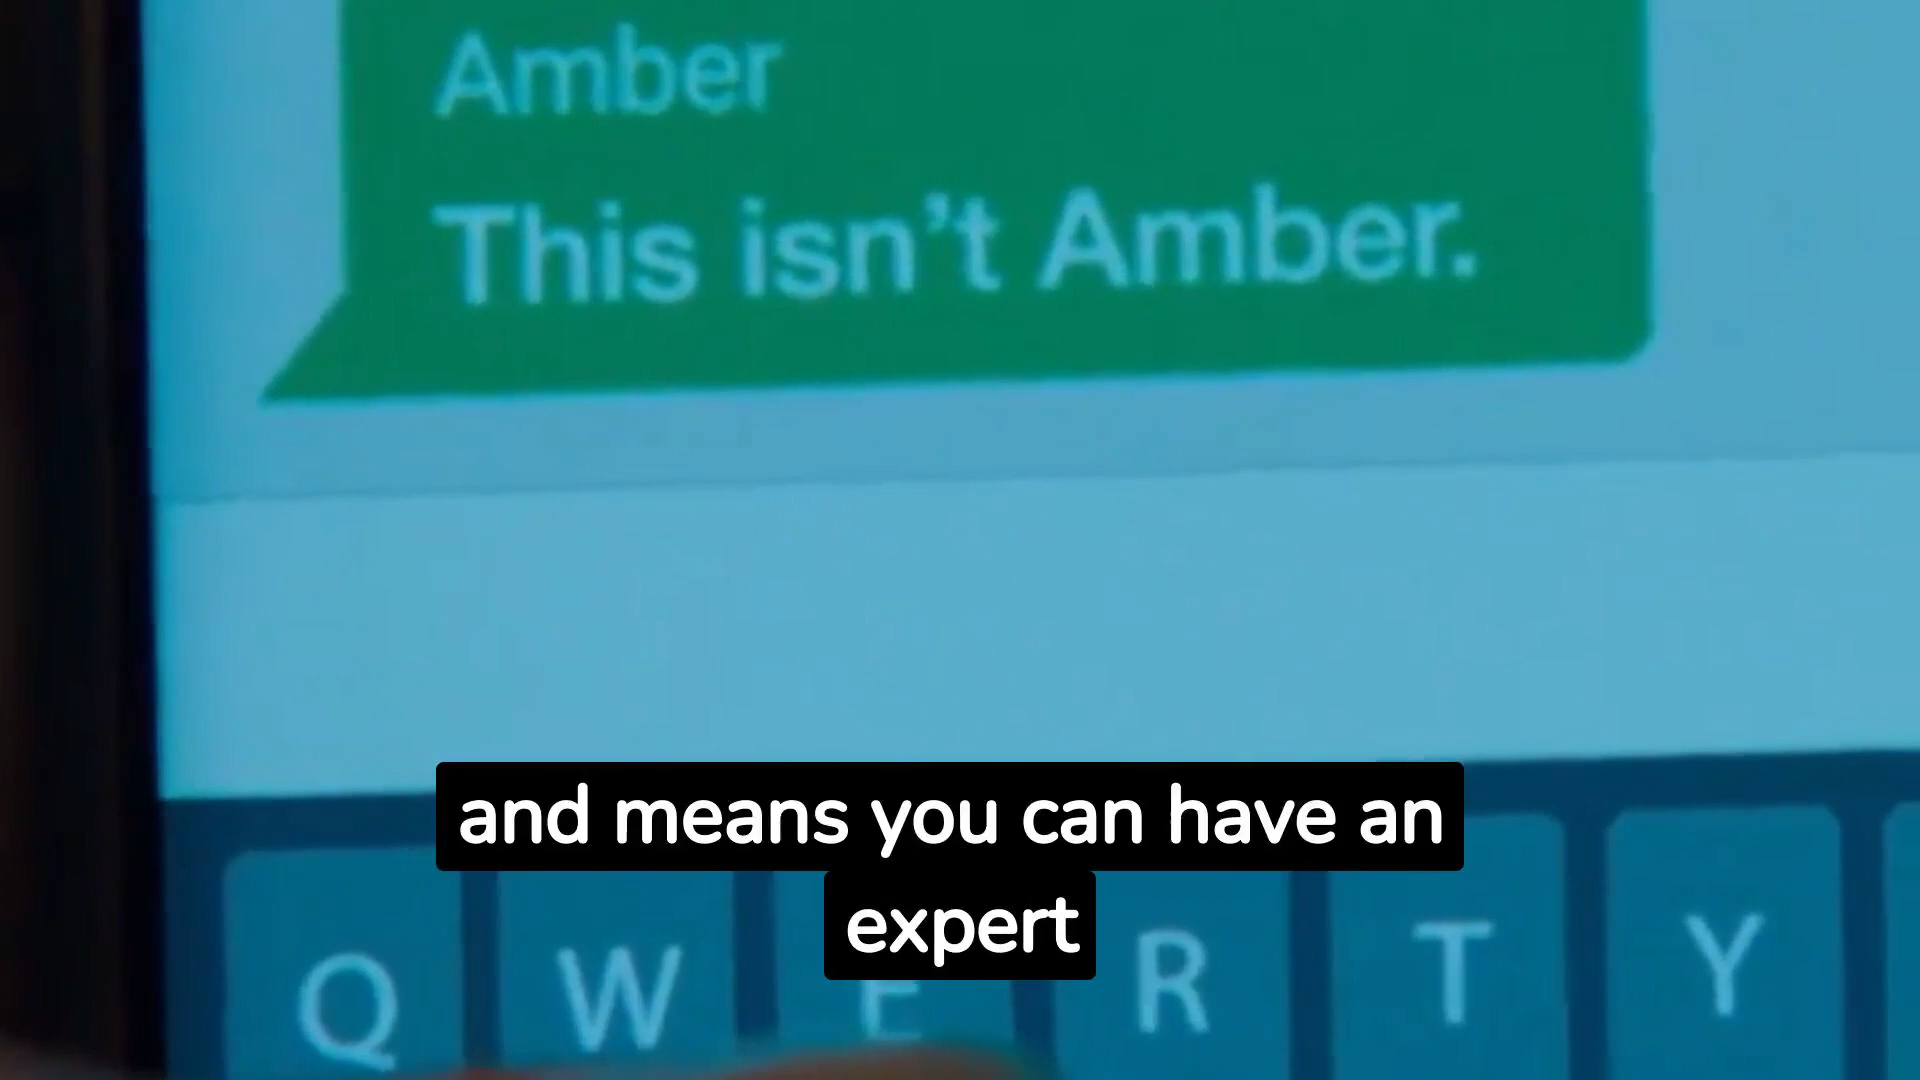 Amber
This isn’t Amber.
and means you can have an
expert
Q W E R T Y